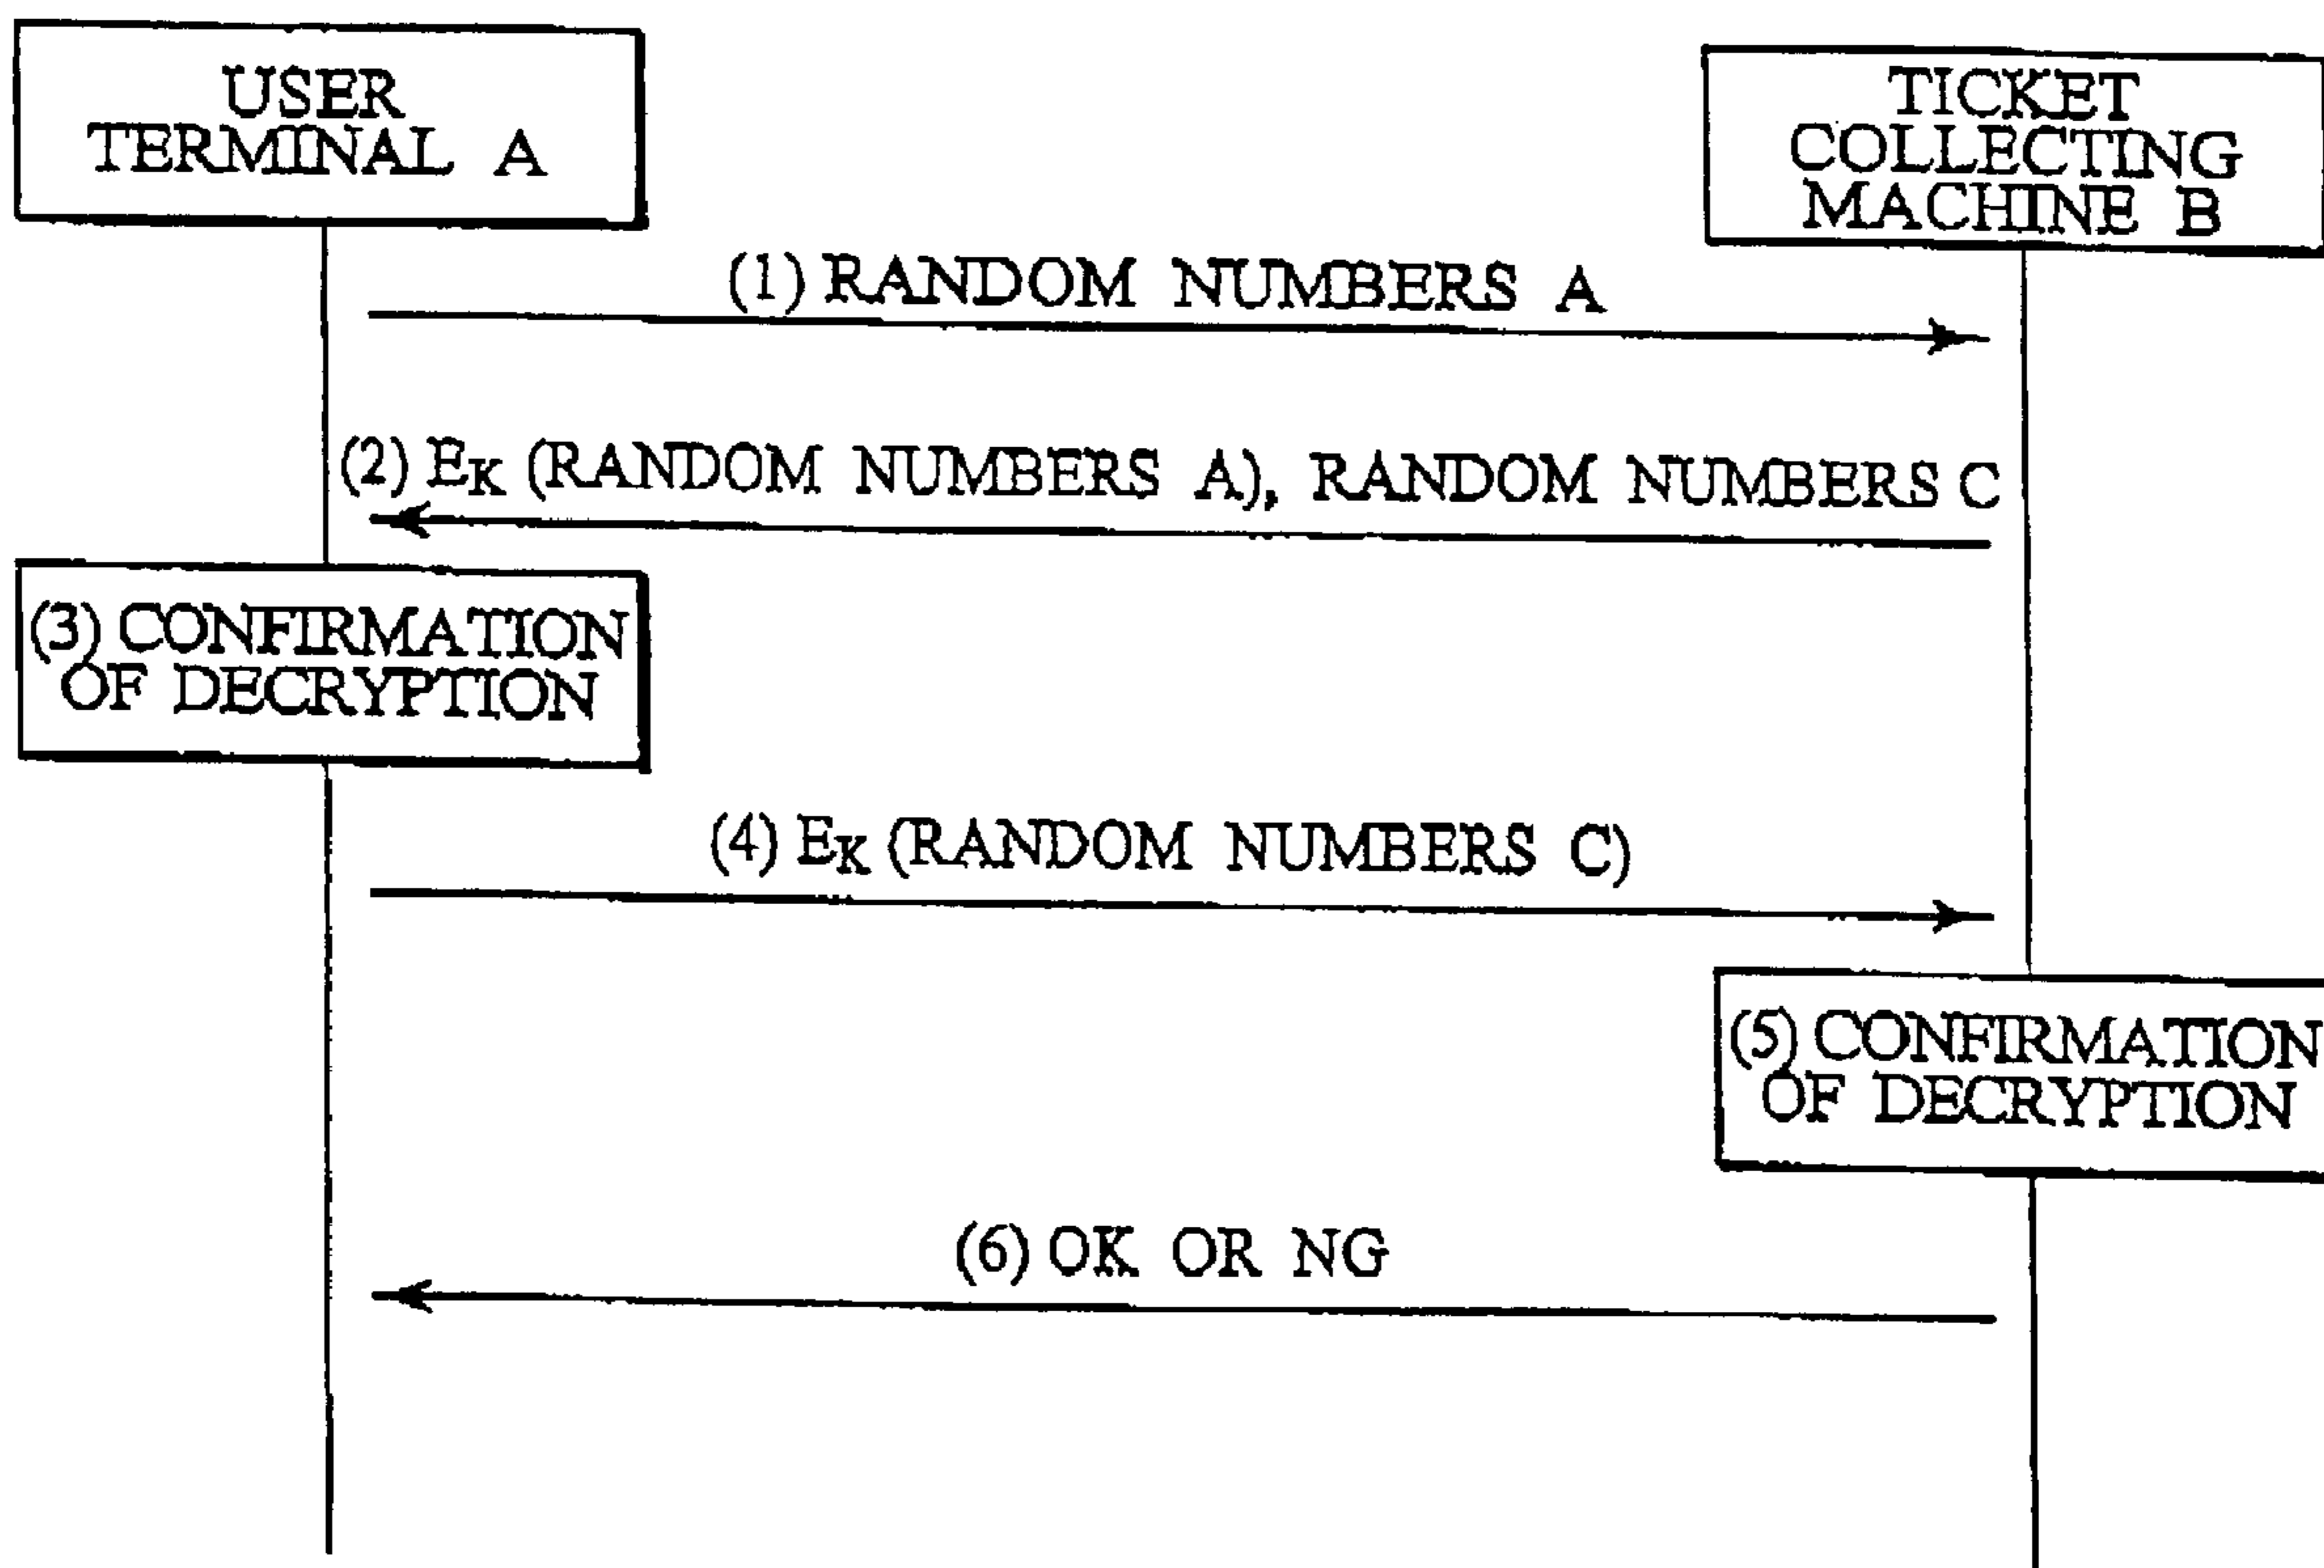 USER
TERMINAL A
TICKET
COLLECTING
MACHINE B
(1) RANDOM NUMBERS A
(2) EK (RANDOM NUMBERS A), RANDOM NUMBERS C
(3) CONFIRMATION
OF DECRYPTION
(4) EK (RANDOM NUMBERS C)
(5) CONFIRMATION
OF DECRYPTION
(6) OK OR NG